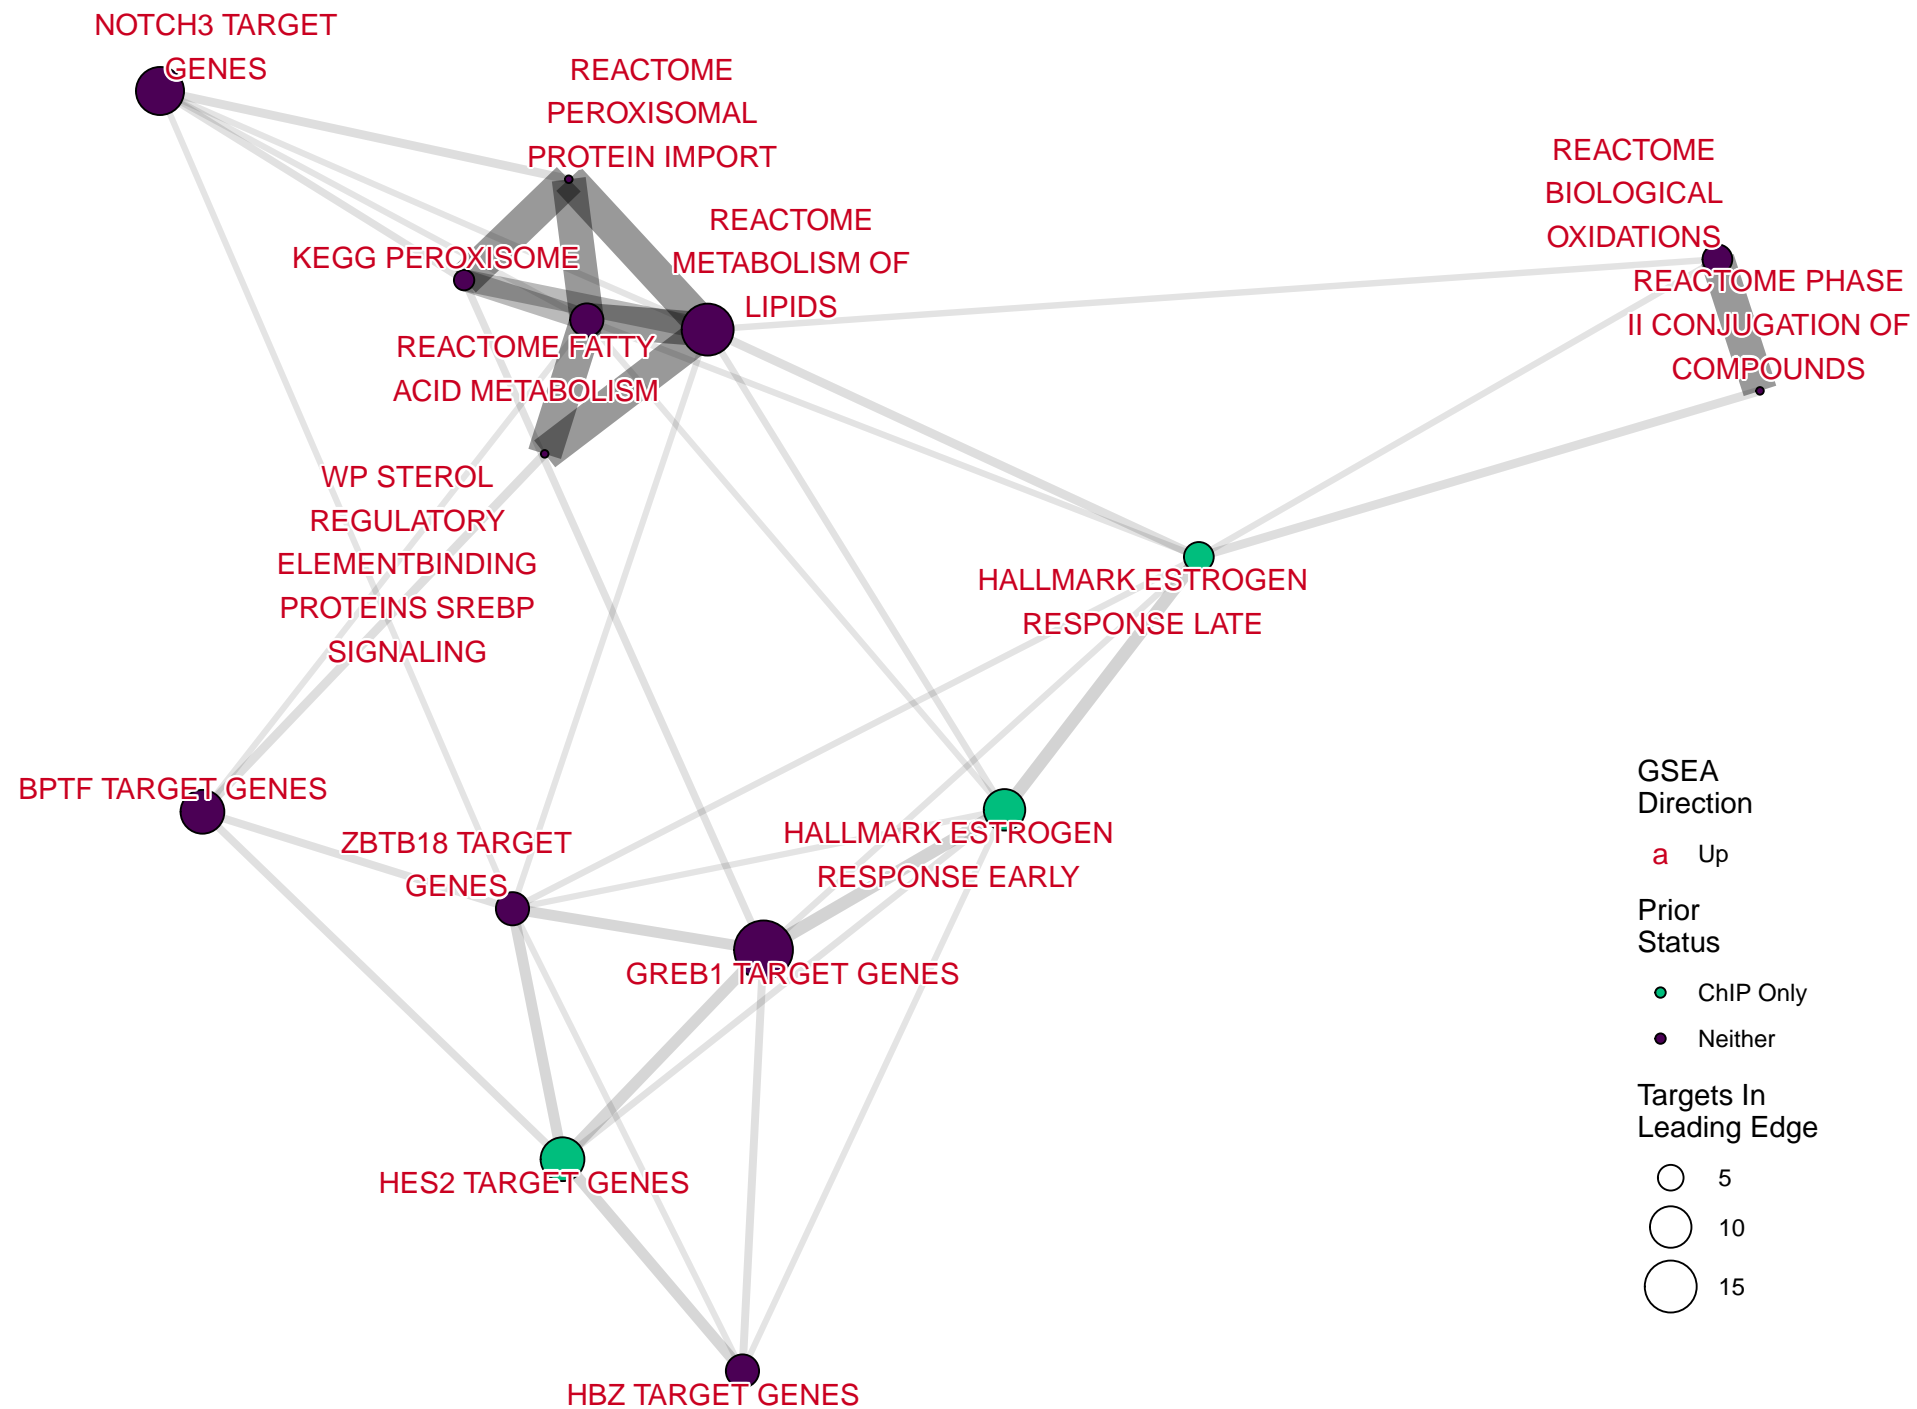 NOTCH3 TARGET
GENES
REACTOME
PEROXISOMAL
PROTEIN IMPORT
REACTOME
BIOLOGICAL
OXIDATIONS
REACTOME
METABOLISM OF
LIPIDS
KEGG PEROXISOME
REACTOME PHASE
II CONJUGATION OF
COMPOUNDS
REACTOME FATTY
ACID METABOLISM
WP STEROL
REGULATORY
ELEMENTBINDING
PROTEINS SREBP
SIGNALING
HALLMARK ESTROGEN
RESPONSE LATE
BPTF TARGET GENES
ZBTB18 TARGET
GENES
HALLMARK ESTROGEN
RESPONSE EARLY
GREB1 TARGET GENES
HES2 TARGET GENES
HBZ TARGET GENES
GSEA
Direction
a Up
Prior
Status
ChIP Only
Neither
Targets In
Leading Edge
5
10
15